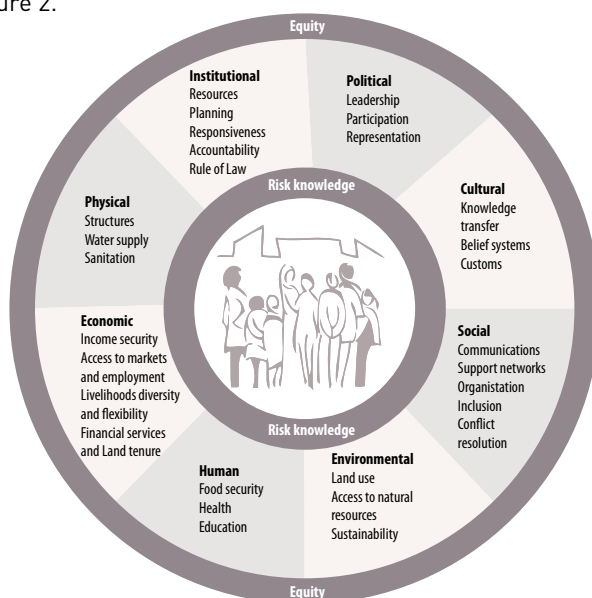 ure 2.
Equity
Institutional
Resources
Planning
Responsiveness
Accountability
Rule of Law
Political
Leadership
Participation
Representation
Risk knowledge
Physical
Structures
Water supply
Sanitation
Cultural
Knowledge
transfer
Belief systems
Customs
Economic
Income security
Access to markets
and employment
Livelihoods diversity
and flexibility
Financial services
and Land tenure
Social
Communications
Support networks
Organistation
Inclusion
Conflict
resolution
Risk knowledge
Human
Food security
Health
Education
Environmental
Land use
Access to natural
resources
Sustainability
Equity